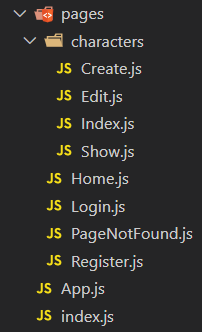 pages
characters
JS Create.js
JS Edit.js
JS Index.js
JS Show.js
JS Home.js
JS Login.js
JS PageNotFound.js
JS Register.js
JS App.js
JS index.js